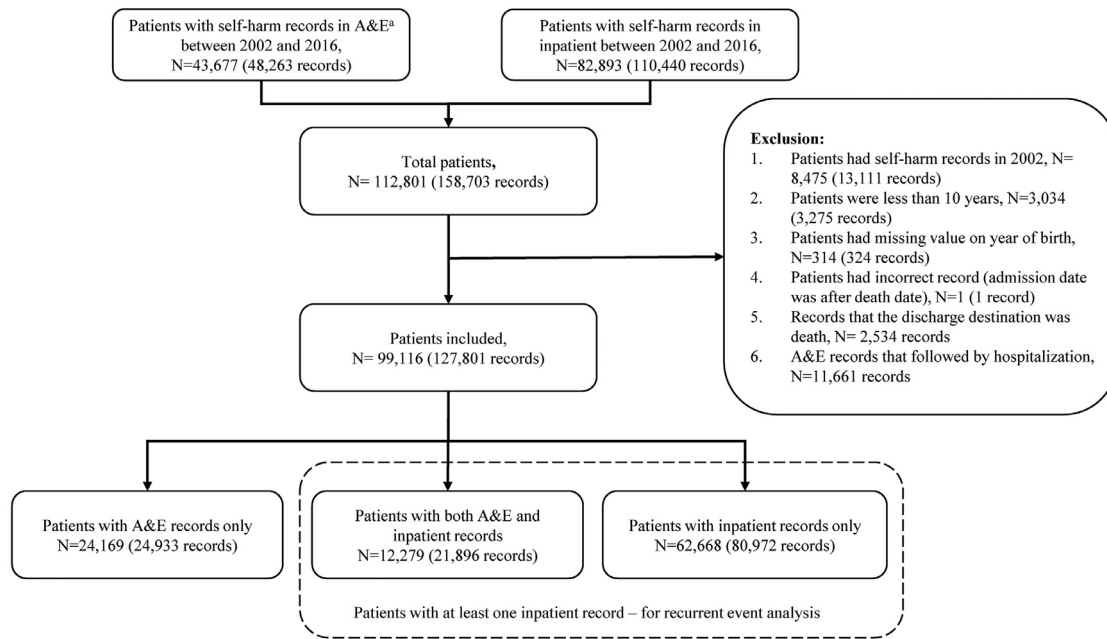 Patients with self-harm records in A&Eᵃ
between 2002 and 2016,
N=43,677 (48,263 records)
Patients with self-harm records in
inpatient between 2002 and 2016,
N=82,893 (110,440 records)
Total patients,
N= 112,801 (158,703 records)
Exclusion:
1. Patients had self-harm records in 2002, N=
8,475 (13,111 records)
2. Patients were less than 10 years, N=3,034
(3,275 records)
3. Patients had missing value on year of birth,
N=314 (324 records)
4. Patients had incorrect record (admission date
was after death date), N=1 (1 record)
5. Records that the discharge destination was
death, N= 2,534 records
6. A&E records that followed by hospitalization,
N=11,661 records
Patients included,
N= 99,116 (127,801 records)
Patients with A&E records only
N=24,169 (24,933 records)
Patients with both A&E and
inpatient records
N=12,279 (21,896 records)
Patients with inpatient records only
N=62,668 (80,972 records)
Patients with at least one inpatient record – for recurrent event analysis